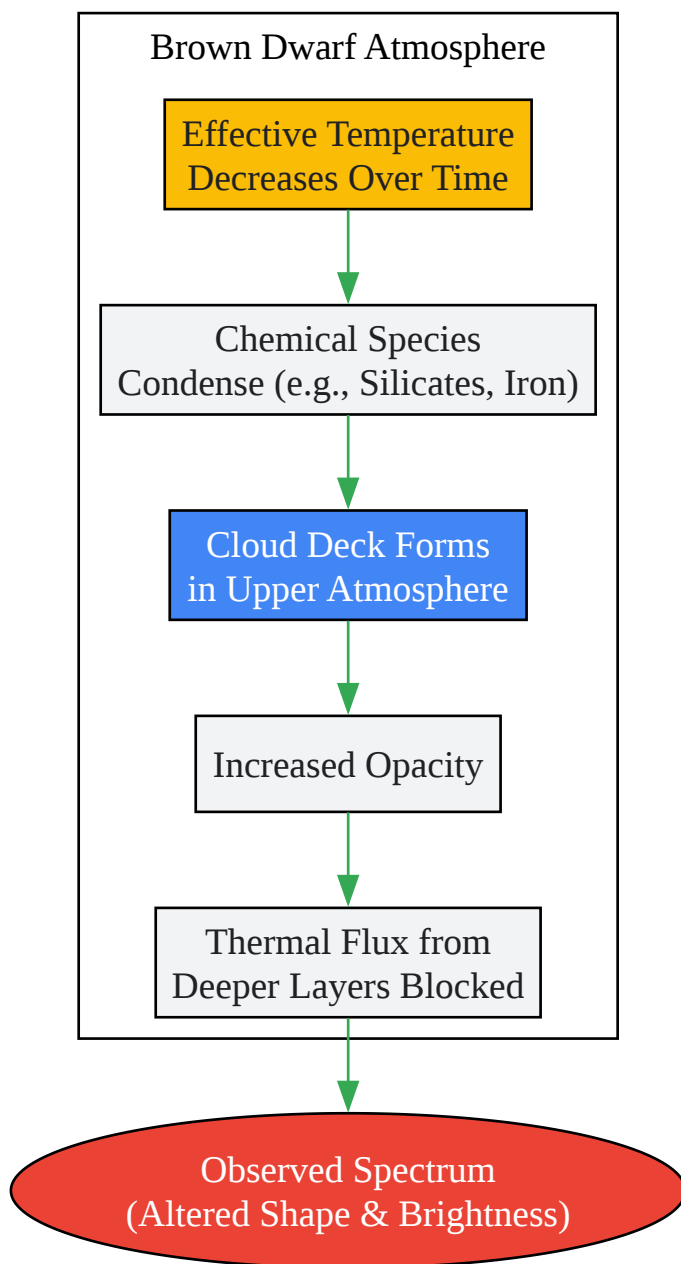 Brown Dwarf Atmosphere
Effective Temperature
Decreases Over Time
Chemical Species
Condense (e.g., Silicates, Iron)
Cloud Deck Forms
in Upper Atmosphere
Increased Opacity
Thermal Flux from
Deeper Layers Blocked
Observed Spectrum
(Altered Shape & Brightness)